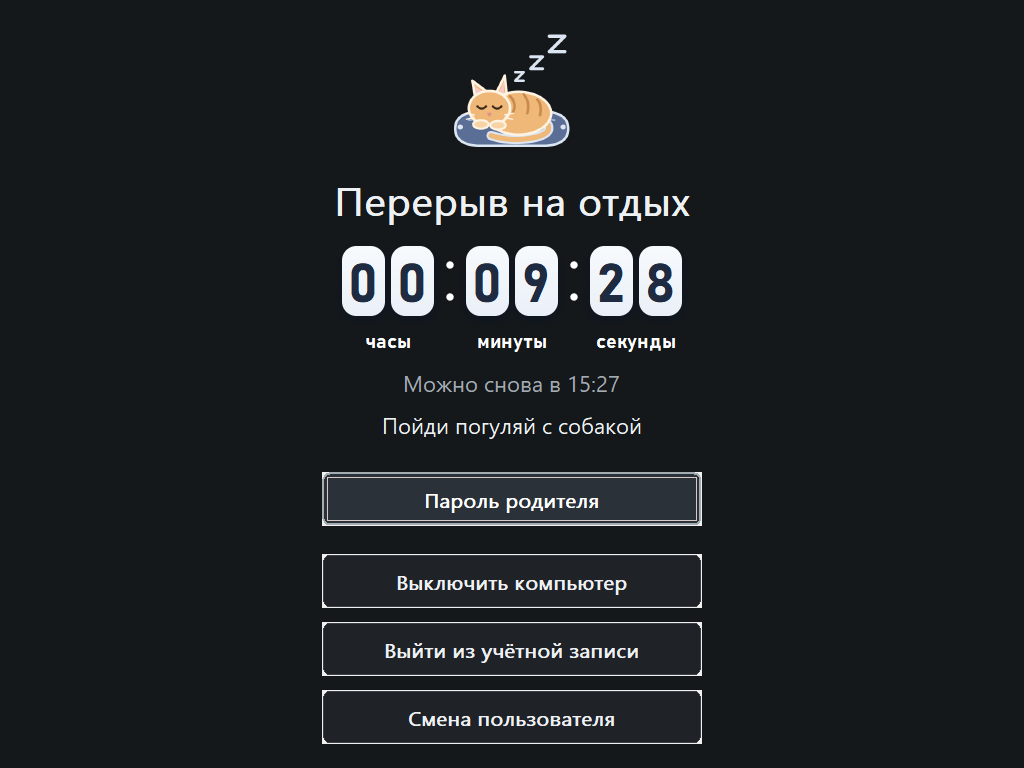 z z Z
Перерыв на отдых
00:09:28
часы минуты секунды
Можно снова в 15:27
Пойди погуляй с собакой
Пароль родителя
Выключить компьютер
Выйти из учётной записи
Смена пользователя